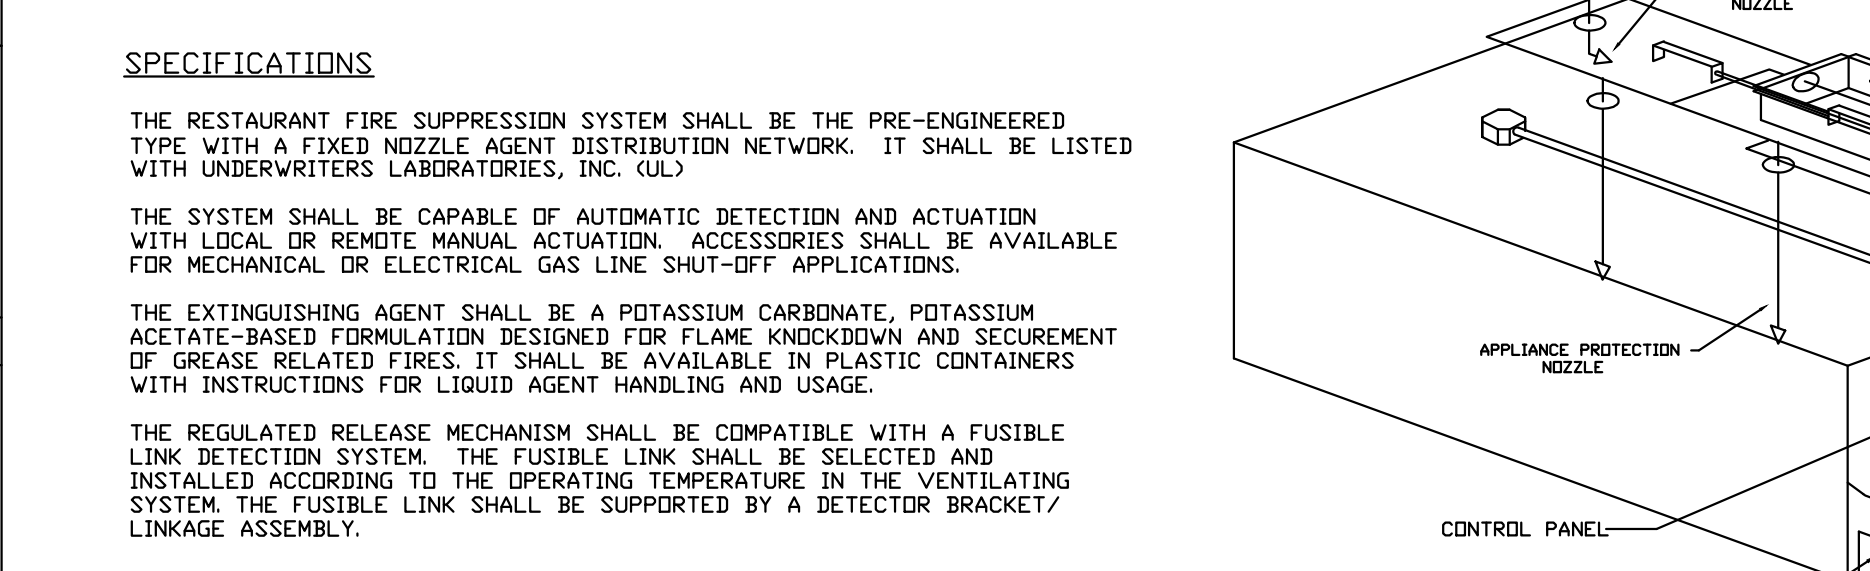 NOZZLE
SPECIFICATIONS
THE RESTAURANT FIRE SUPPRESSION SYSTEM SHALL BE THE PRE-ENGINEERED
TYPE WITH A FIXED NOZZLE AGENT DISTRIBUTION NETWORK.  IT SHALL BE LISTED
WITH UNDERWRITERS LABORATORIES, INC. (UL)
THE SYSTEM SHALL BE CAPABLE OF AUTOMATIC DETECTION AND ACTUATION
WITH LOCAL OR REMOTE MANUAL ACTUATION.  ACCESSORIES SHALL BE AVAILABLE
FOR MECHANICAL OR ELECTRICAL GAS LINE SHUT-OFF APPLICATIONS.
THE EXTINGUISHING AGENT SHALL BE A POTASSIUM CARBONATE, POTASSIUM
ACETATE-BASED FORMULATION DESIGNED FOR FLAME KNOCKDOWN AND SECUREMENT
OF GREASE RELATED FIRES. IT SHALL BE AVAILABLE IN PLASTIC CONTAINERS
WITH INSTRUCTIONS FOR LIQUID AGENT HANDLING AND USAGE.
THE REGULATED RELEASE MECHANISM SHALL BE COMPATIBLE WITH A FUSIBLE
LINK DETECTION SYSTEM.  THE FUSIBLE LINK SHALL BE SELECTED AND
INSTALLED ACCORDING TO THE OPERATING TEMPERATURE IN THE VENTILATING
SYSTEM. THE FUSIBLE LINK SHALL BE SUPPORTED BY A DETECTOR BRACKET/
LINKAGE ASSEMBLY.
APPLIANCE PROTECTION
NOZZLE
CONTROL PANEL